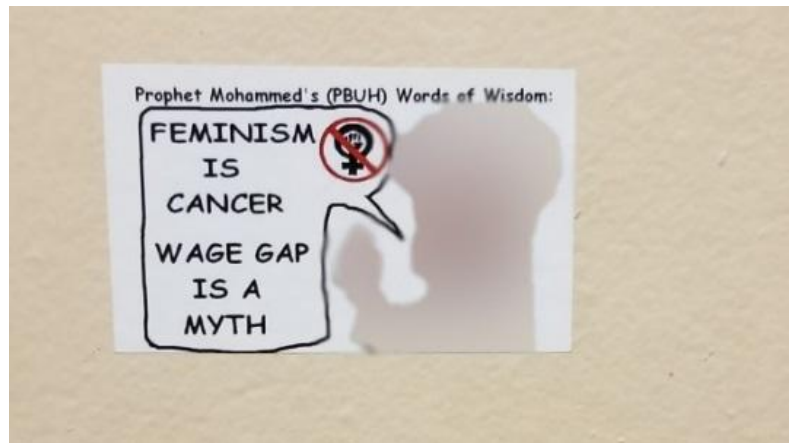 Prophet Mohammed's (PBUH) Words of Wisdom:
FEMINISM
IS
CANCER
WAGE GAP
IS A
MYTH